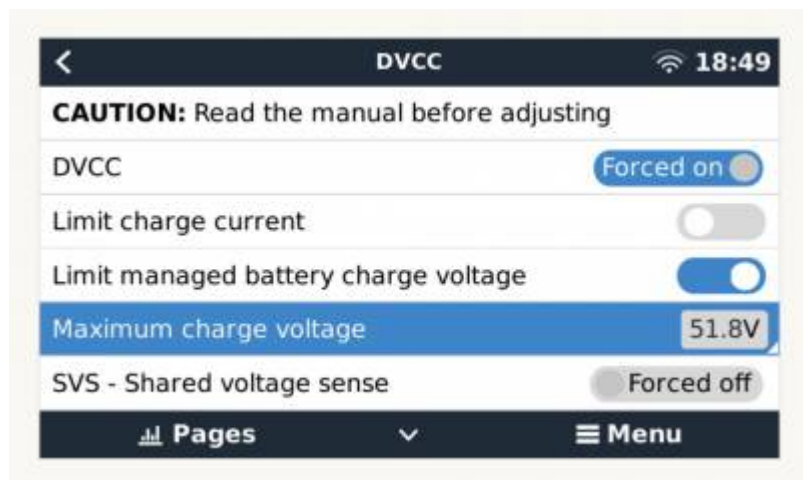 DVCC 18:49
CAUTION: Read the manual before adjusting
DVCC Forced on
Limit charge current
Limit managed battery charge voltage
Maximum charge voltage 51.8V
SVS - Shared voltage sense Forced off
Pages Menu